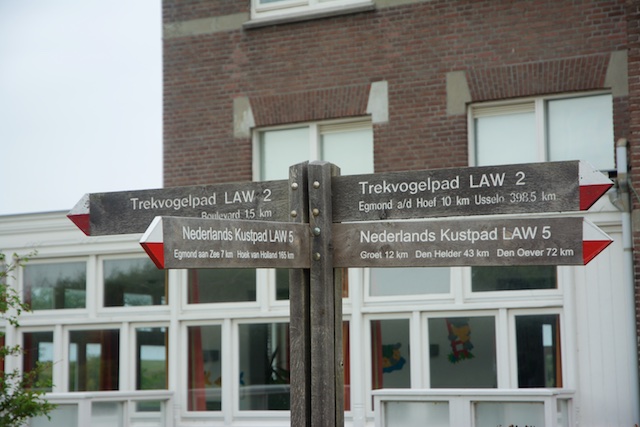 Trekvogelpad LAW 2
Boulevard 1.5 km
Nederlands Kustpad LAW 5
Egmond aan Zee 7 km Hoek van Holland 165 km
Trekvogelpad LAW 2
Egmond a/d Hoef 10 km Usselo 398.5 km
Nederlands Kustpad LAW 5
Groet 12 km Den Helder 43 km Den Oever 72 km